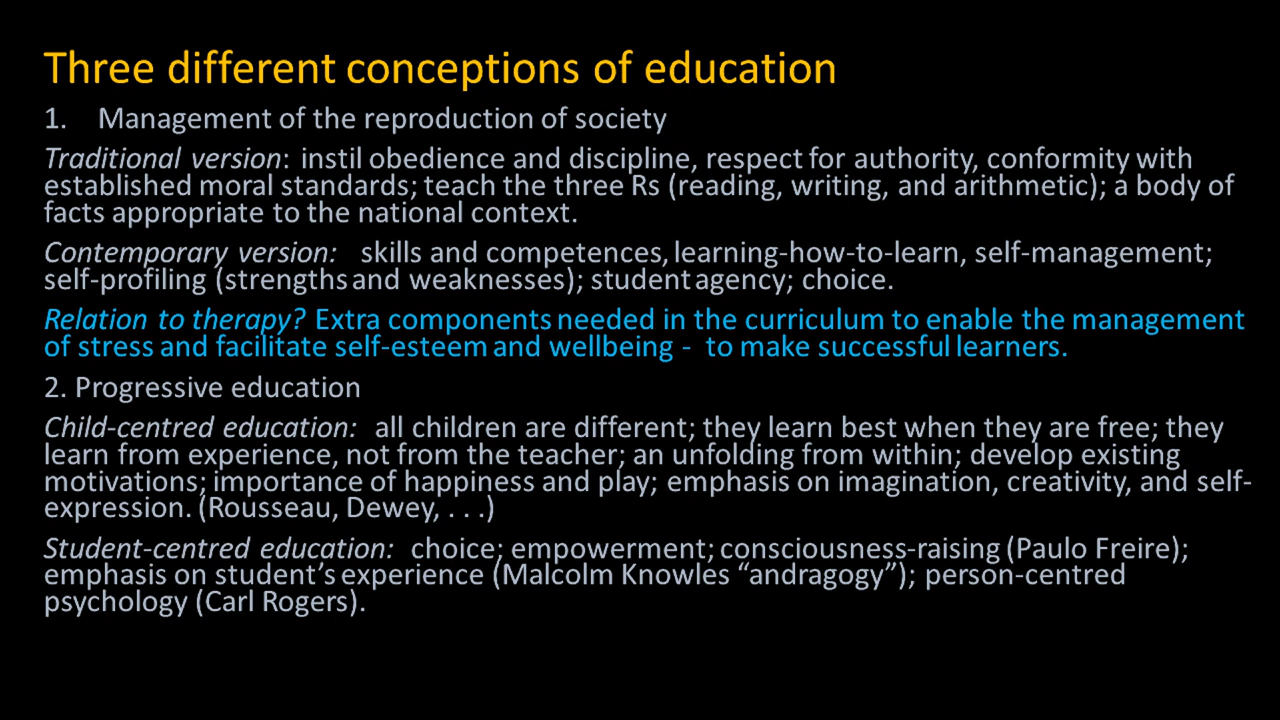 Three different conceptions of education
1. Management of the reproduction of society
Traditional version: instil obedience and discipline, respect for authority, conformity with
established moral standards; teach the three Rs (reading, writing, and arithmetic); a body of
facts appropriate to the national context.
Contemporary version: skills and competences, learning-how-to-learn, self-management;
self-profiling (strengths and weaknesses); student agency; choice.
Relation to therapy? Extra components needed in the curriculum to enable the management
of stress and facilitate self-esteem and wellbeing - to make successful learners.
2. Progressive education
Child-centred education: all children are different; they learn best when they are free; they
learn from experience, not from the teacher; an unfolding from within; develop existing
motivations; importance of happiness and play; emphasis on imagination, creativity, and self-
expression. (Rousseau, Dewey, . . .)
Student-centred education: choice; empowerment; consciousness-raising (Paulo Freire);
emphasis on student’s experience (Malcolm Knowles “andragogy”); person-centred
psychology (Carl Rogers).